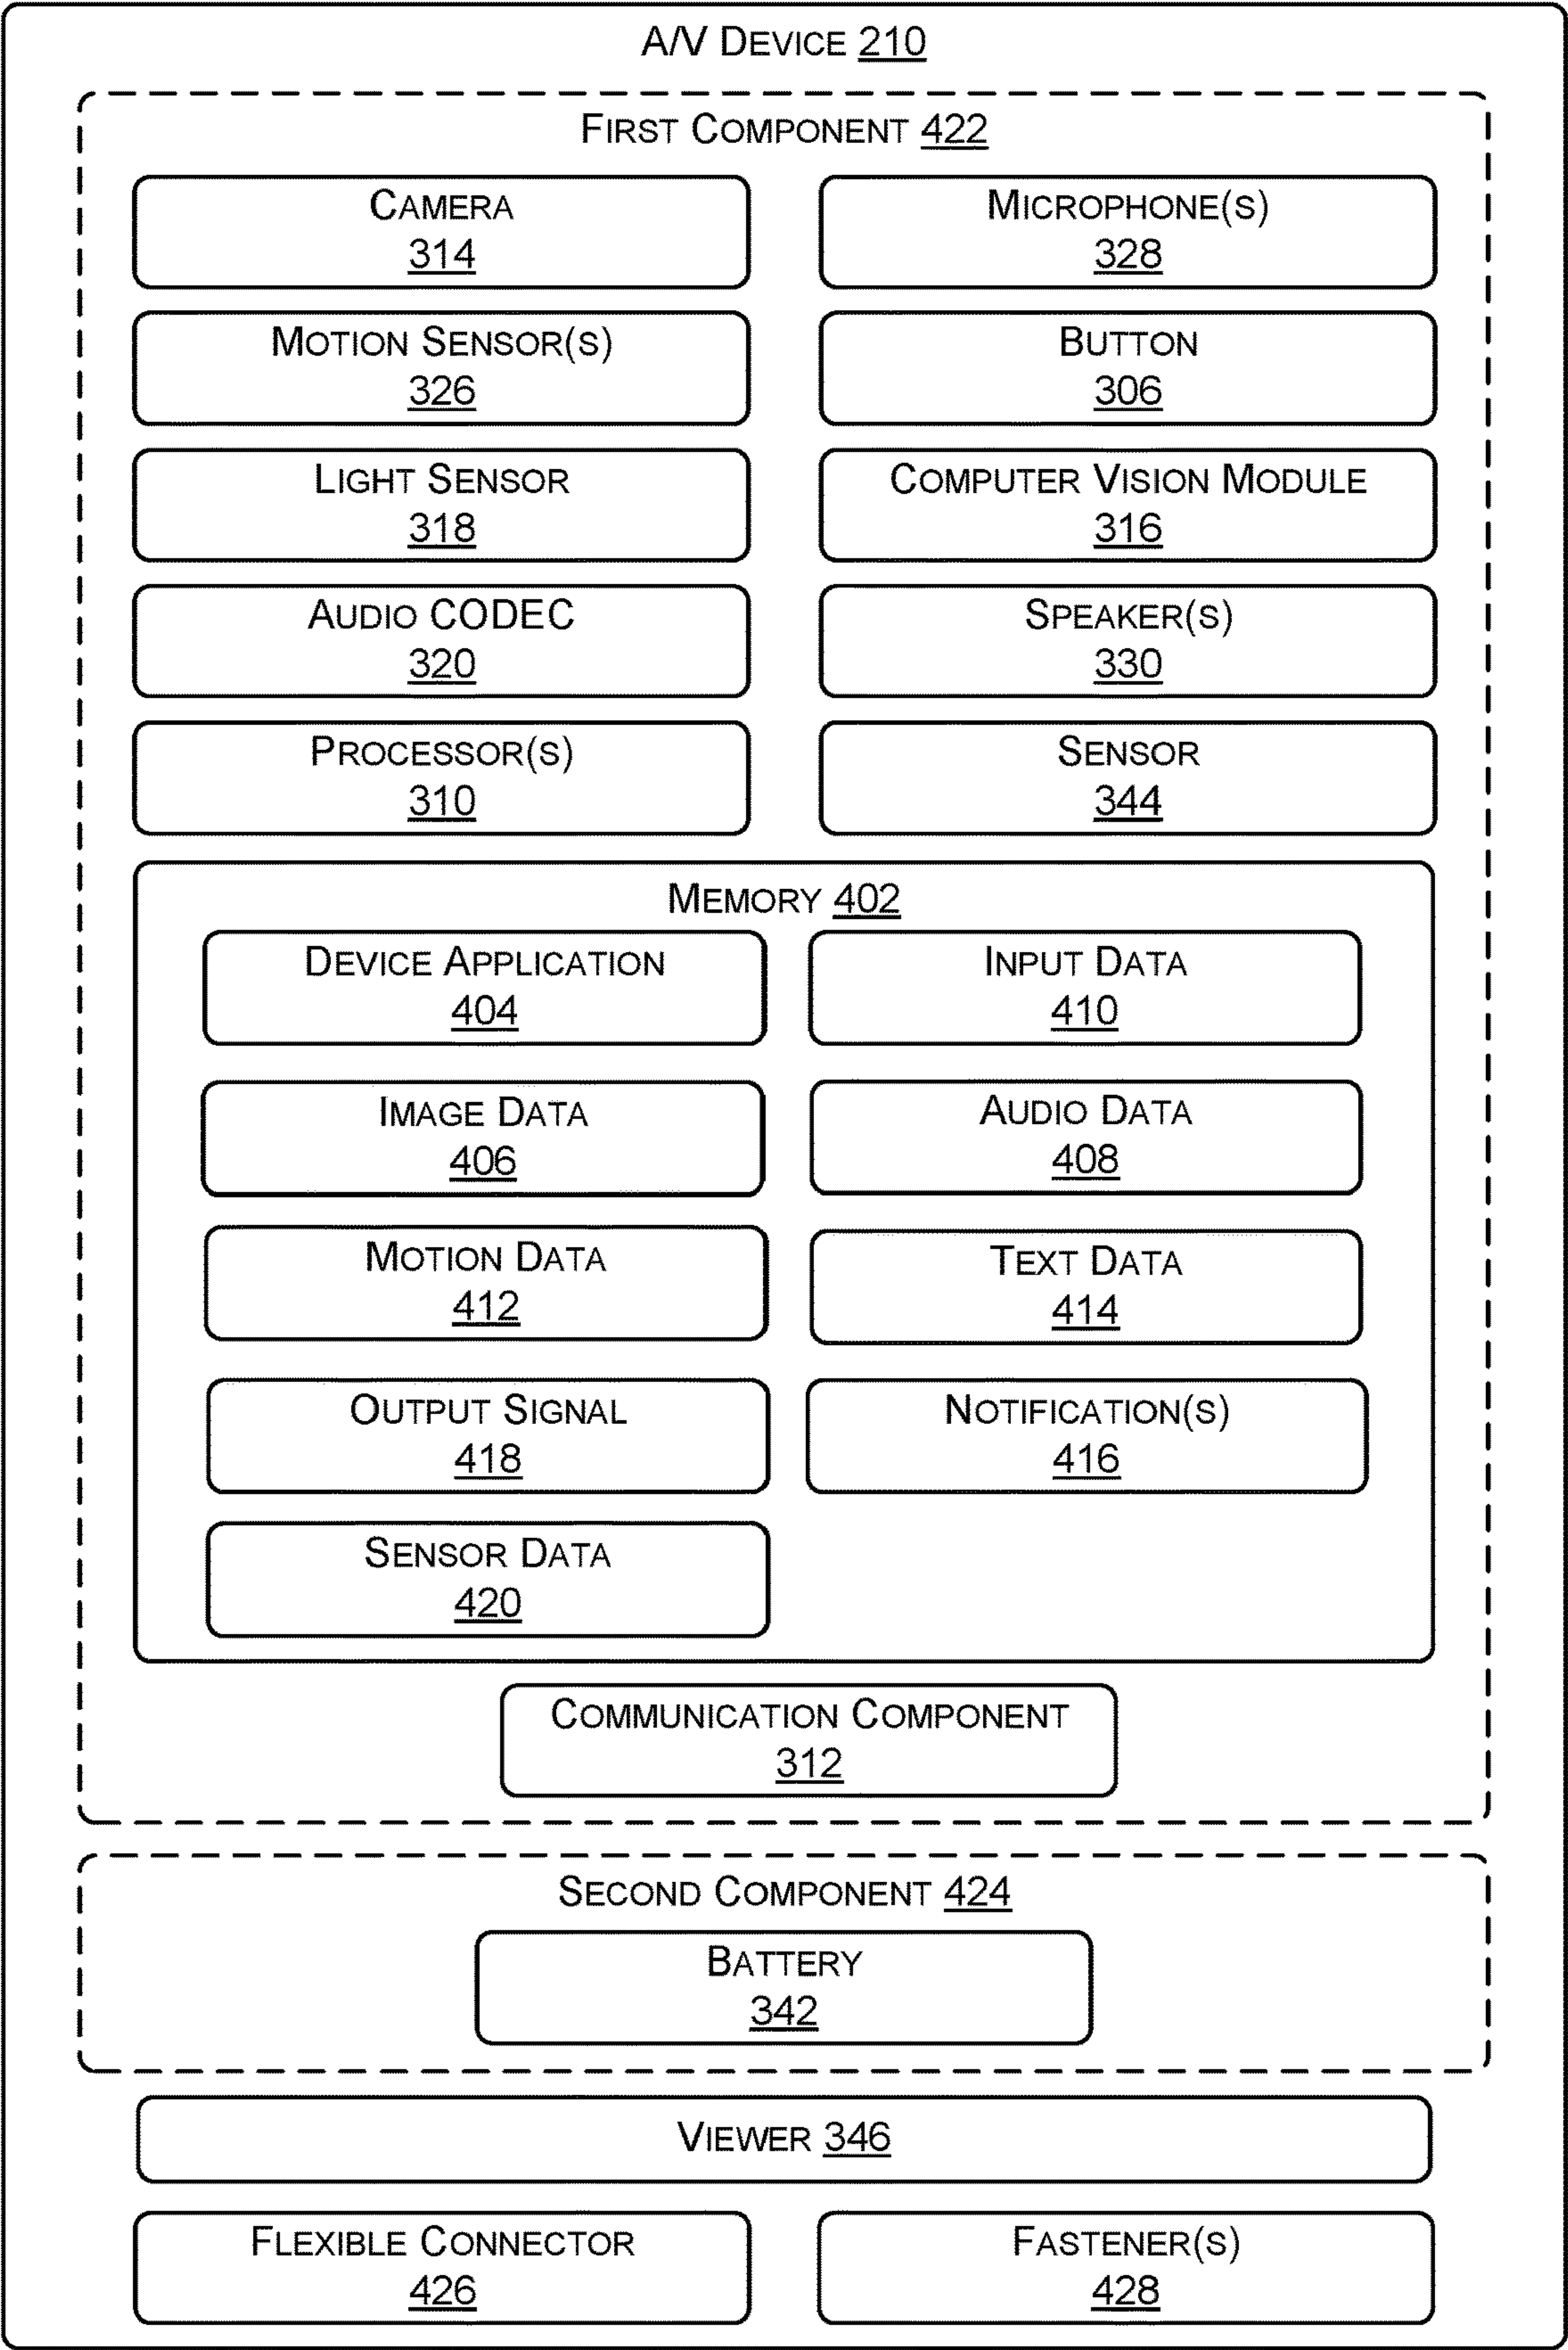 A/V DEVICE 210
FIRST COMPONENT 422
CAMERA
314
MICROPHONE(S)
328
MOTION SENSOR(S)
326
BUTTON
306
LIGHT SENSOR
318
COMPUTER VISION MODULE
316
AUDIO CODEC
320
SPEAKER(S)
330
PROCESSOR(S)
310
SENSOR
344
MEMORY 402
DEVICE APPLICATION
404
INPUT DATA
410
IMAGE DATA
406
AUDIO DATA
408
MOTION DATA
412
TEXT DATA
414
OUTPUT SIGNAL
418
NOTIFICATION(S)
416
SENSOR DATA
420
COMMUNICATION COMPONENT
312
SECOND COMPONENT 424
BATTERY
342
VIEWER 346
FLEXIBLE CONNECTOR
426
FASTENER(S)
428